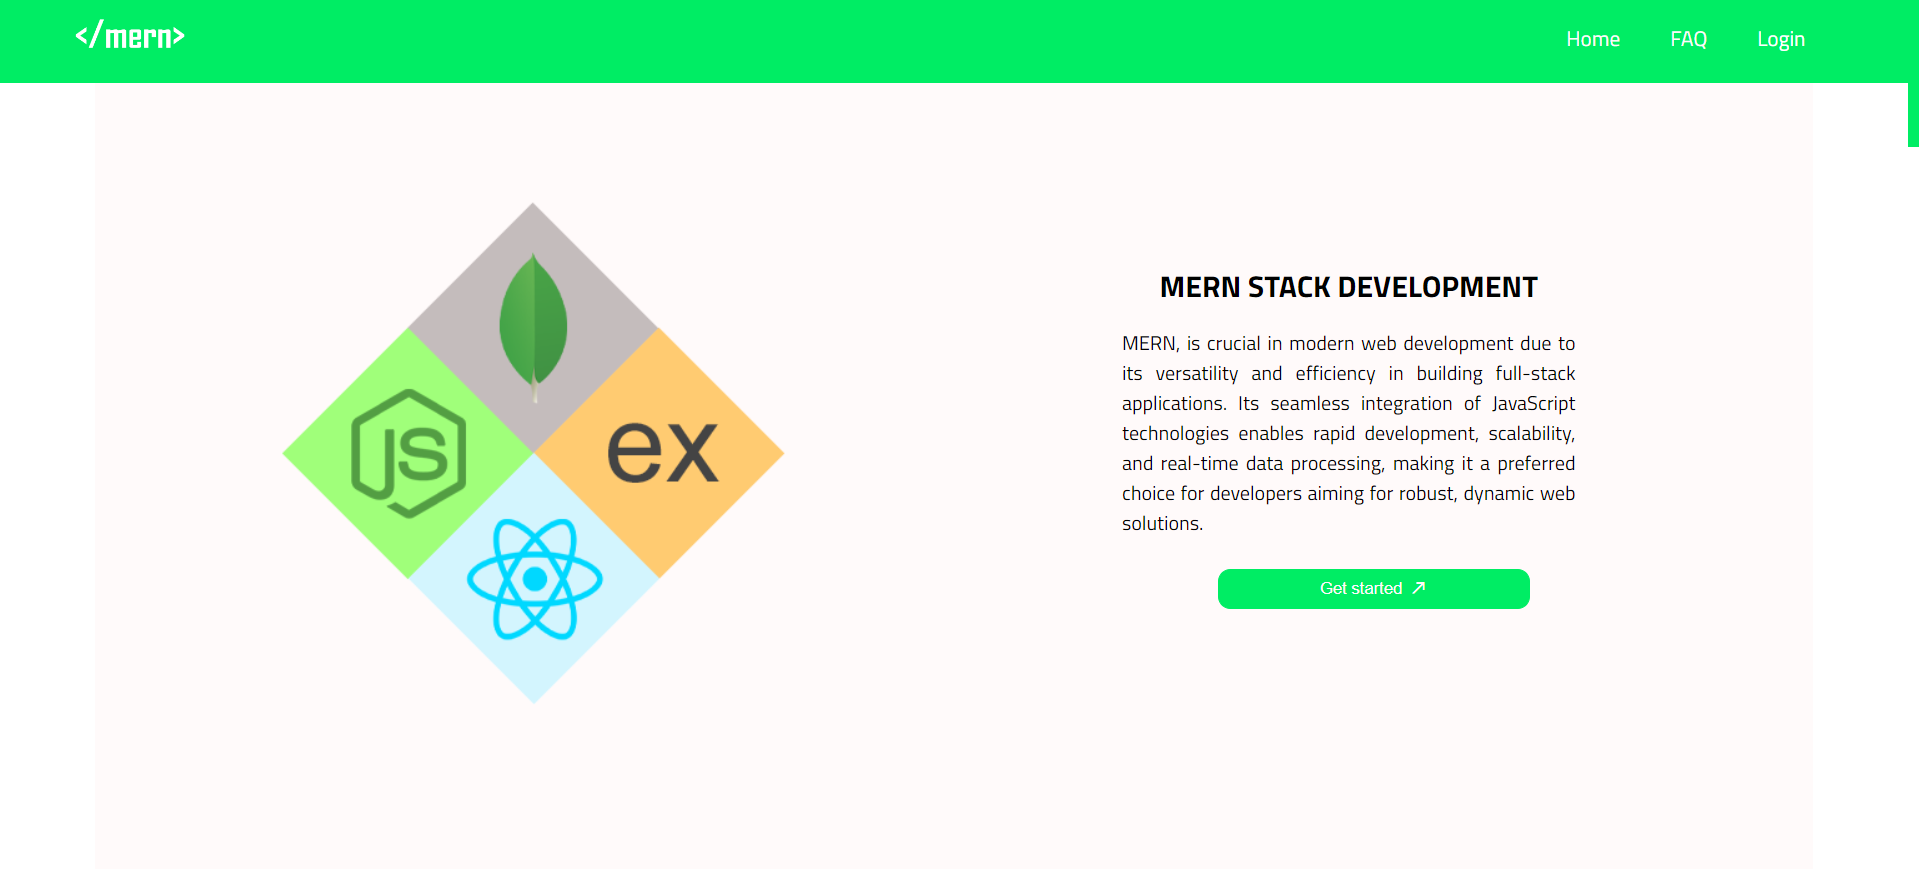 </mern>
Home FAQ Login
MERN STACK DEVELOPMENT
MERN, is crucial in modern web development due to
its versatility and efficiency in building full-stack
applications. Its seamless integration of JavaScript
technologies enables rapid development, scalability,
and real-time data processing, making it a preferred
choice for developers aiming for robust, dynamic web
solutions.
Get started
JS
ex